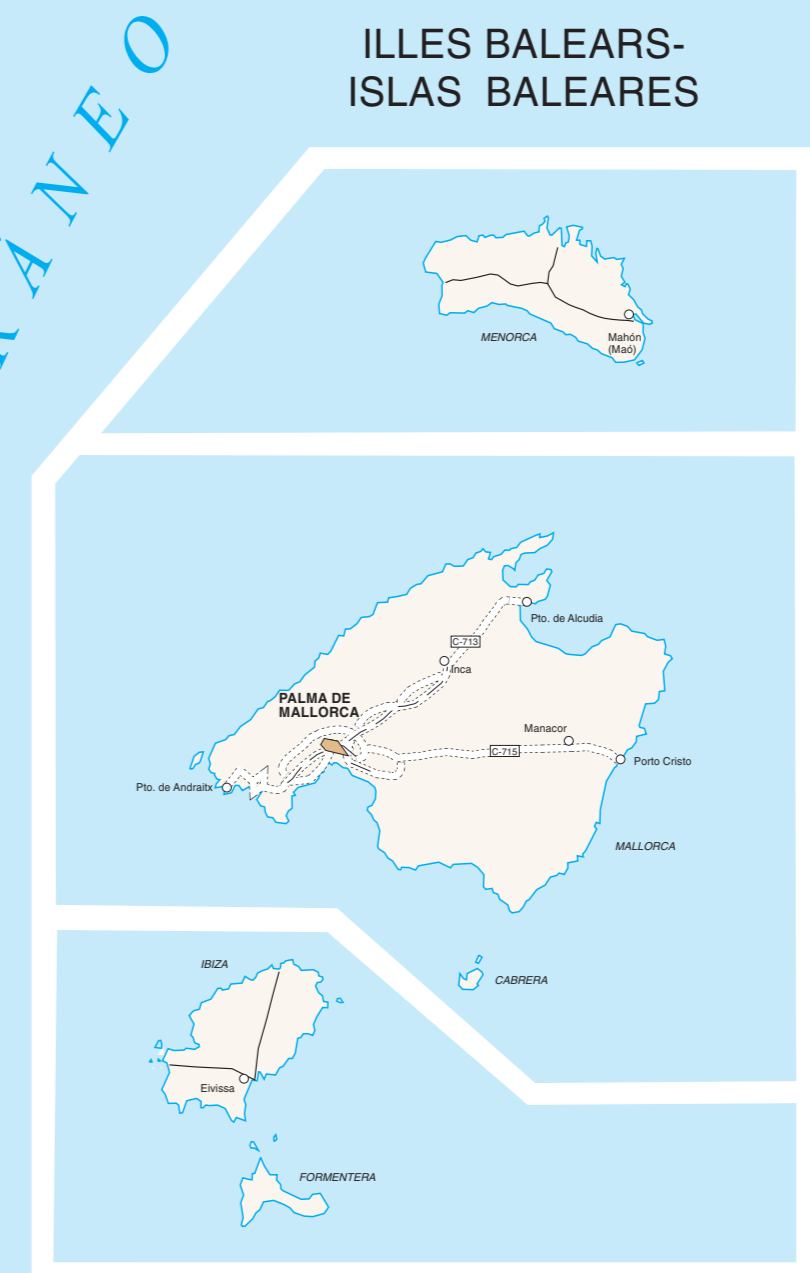 ILLES BALEARS-
ISLAS BALEARES
RANEO
MENORCA
Mahón
(Maó)
Pto. de Alcudia
C-713
Inca
PALMA DE
MALLORCA
Manacor
C-715
Porto Cristo
Pto. de Andraitx
MALLORCA
IBIZA
CABRERA
Eivissa
FORMENTERA